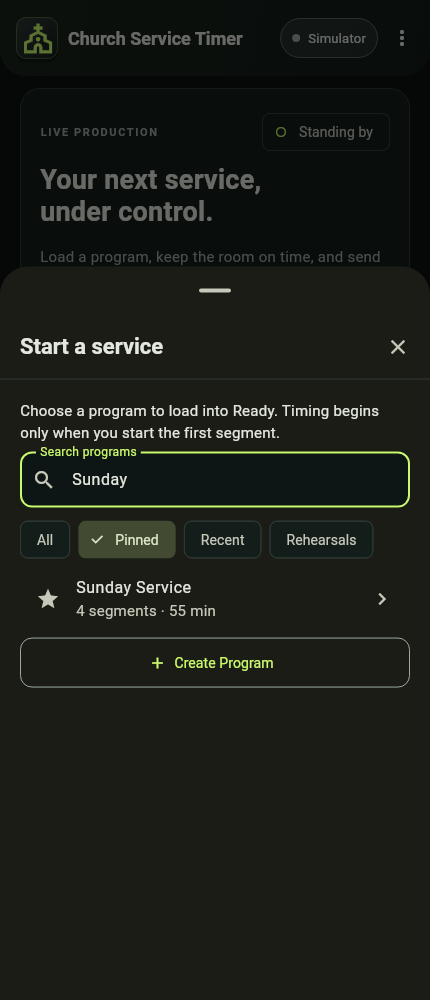 Church Service Timer
Simulator
LIVE PRODUCTION
Standing by
Your next service,
under control.
Load a program, keep the room on time, and send
Start a service
Choose a program to load into Ready. Timing begins
only when you start the first segment.
Search programs
Sunday
All
Pinned
Recent
Rehearsals
Sunday Service
4 segments · 55 min
Create Program